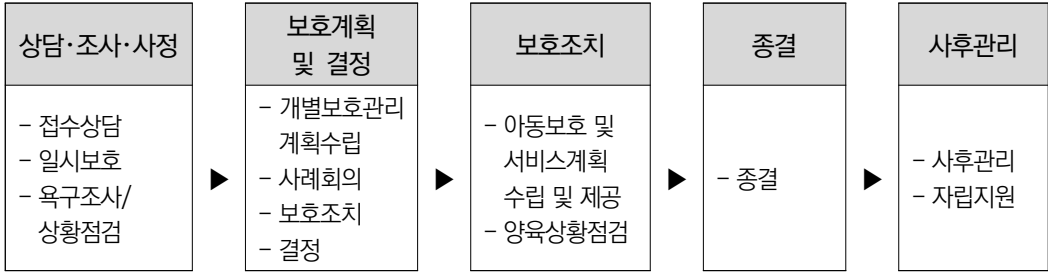 상담·조사·사정
- 접수상담
- 일시보호
- 욕구조사/
상황점검
▶
보호계획
및 결정
- 개별보호관리
계획수립
- 사례회의
- 보호조치
- 결정
▶
보호조치
- 아동보호 및
서비스계획
수립 및 제공
- 양육상황점검
▶
종결
- 종결
▶
사후관리
- 사후관리
- 자립지원